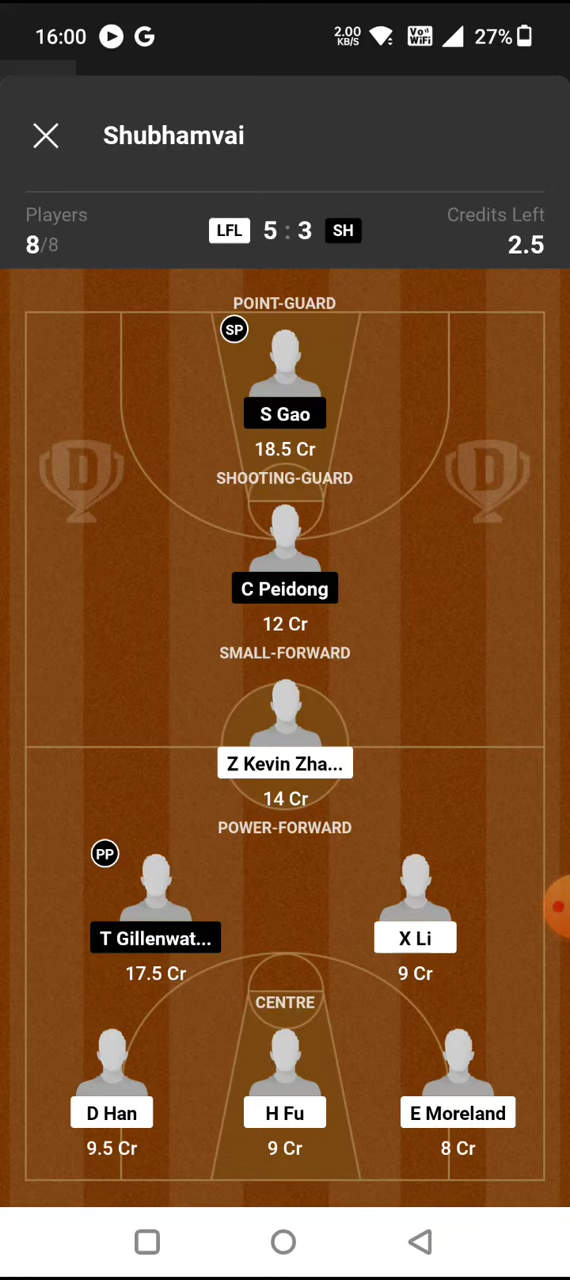 16:00 G 2.00 KB/S Vo WiFi 27%
Shubhamvai
Players Credits Left
8/8 LFL 5 : 3 SH 2.5
POINT-GUARD
SP
S Gao
18.5 Cr
SHOOTING-GUARD
D D
C Peidong
12 Cr
SMALL-FORWARD
Z Kevin Zha...
14 Cr
POWER-FORWARD
PP
T Gillenwat... X Li
17.5 Cr 9 Cr
CENTRE
D Han H Fu E Moreland
9.5 Cr 9 Cr 8 Cr